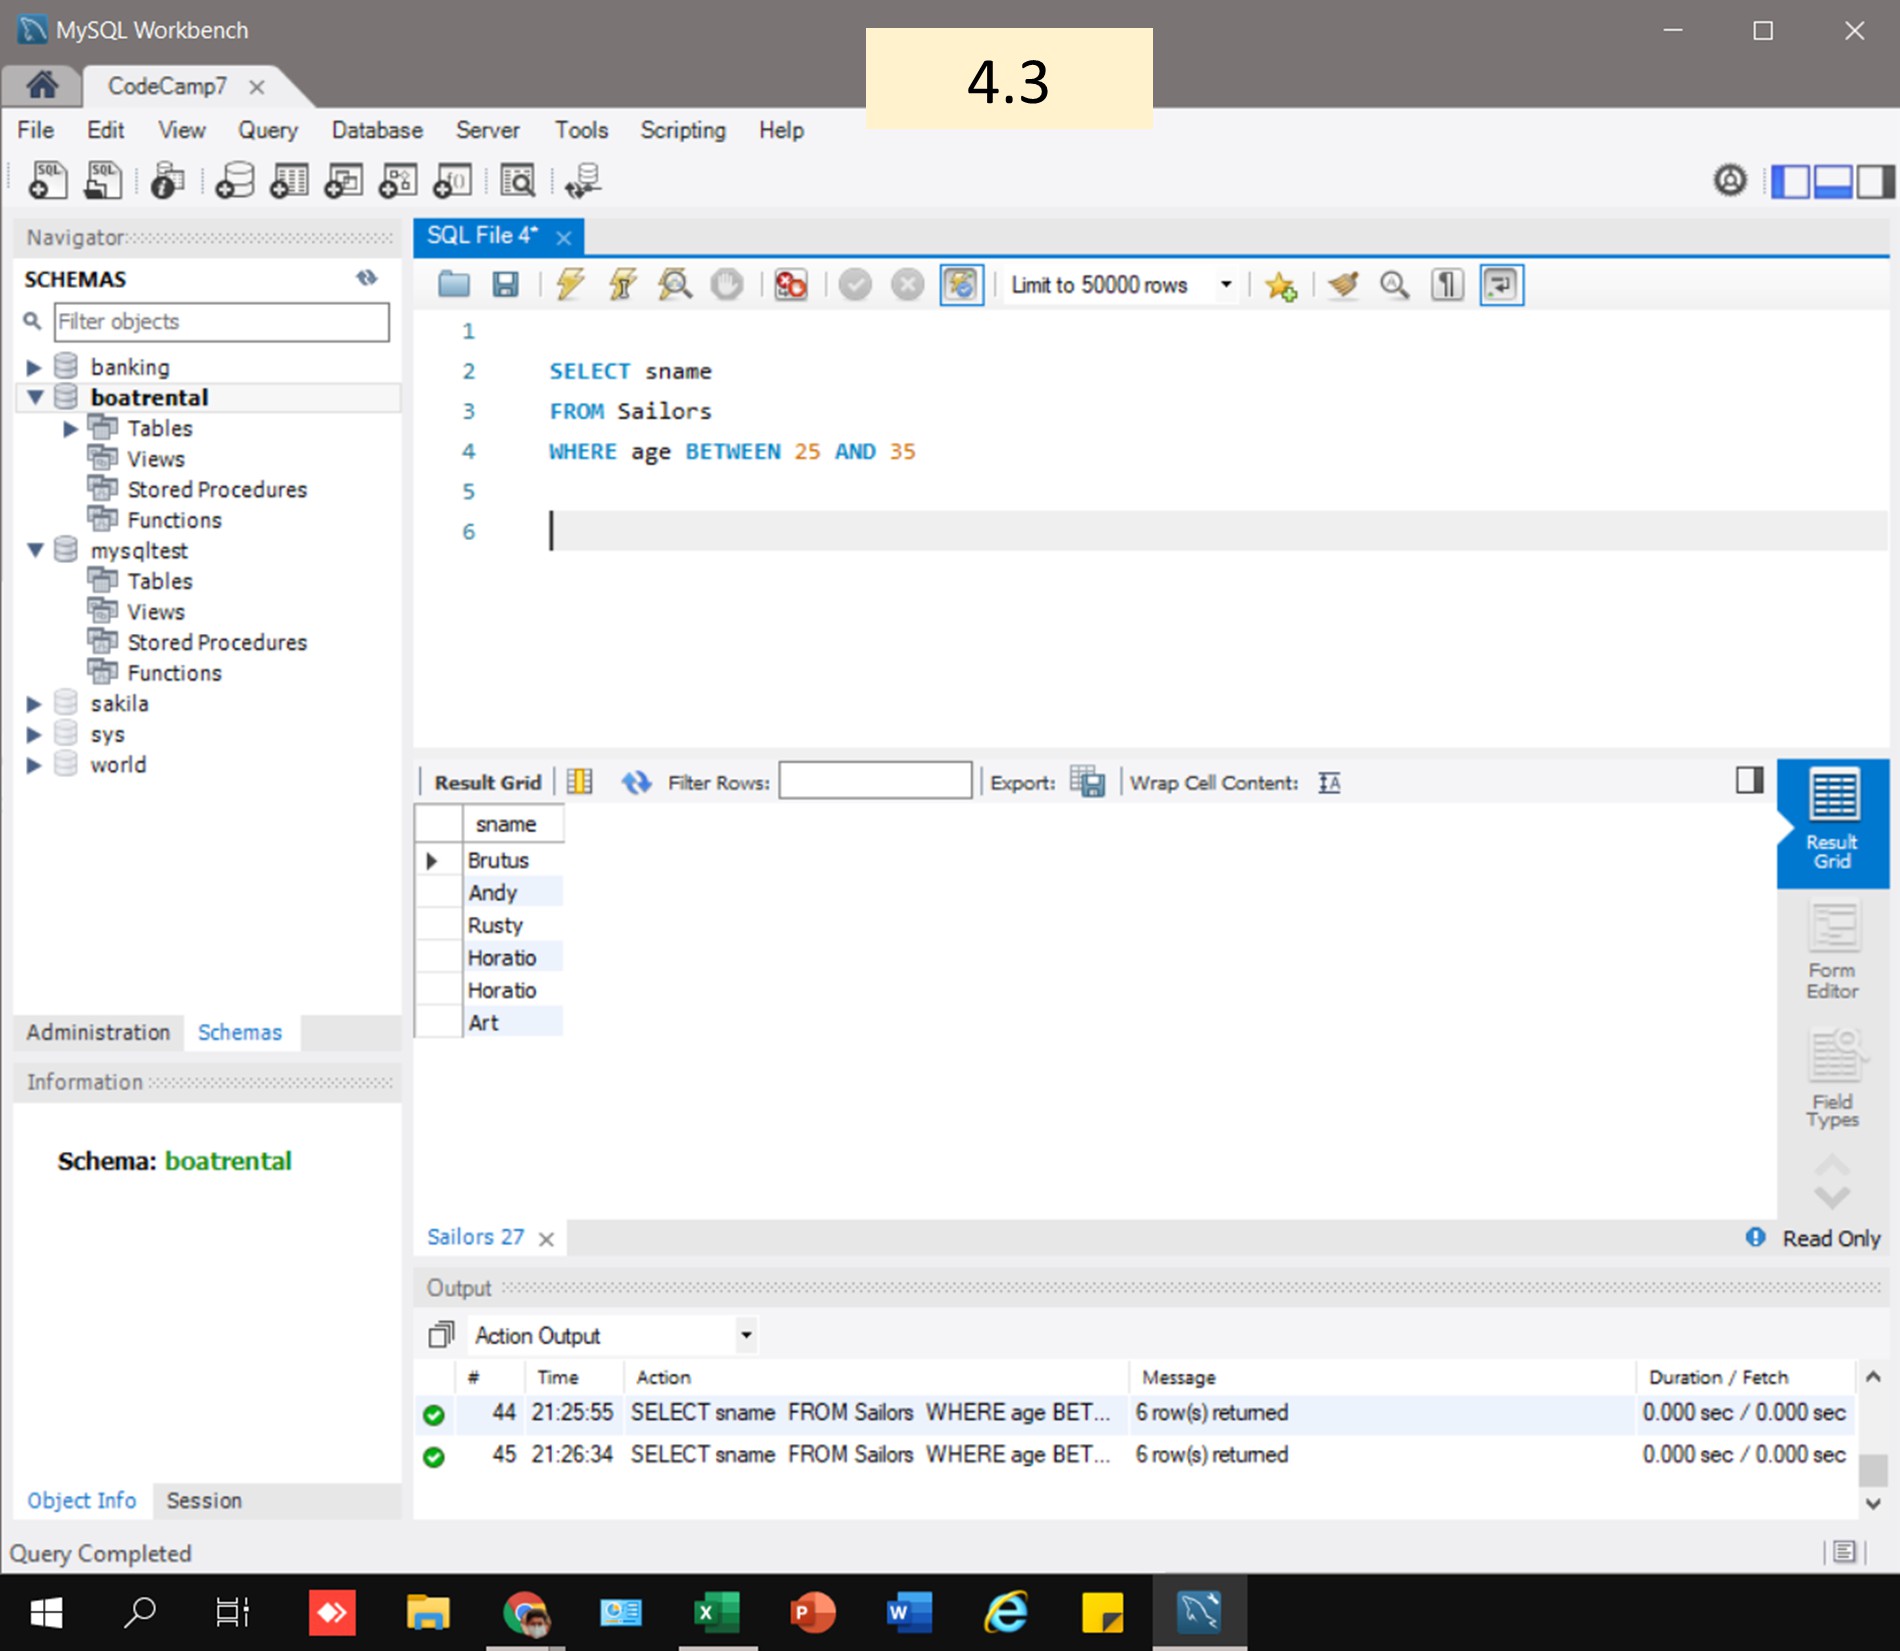 MySQL Workbench
4.3
CodeCamp7
File Edit View Query Database Server Tools Scripting Help
Navigator
SCHEMAS
Filter objects
banking
boatrental
Tables
Views
Stored Procedures
Functions
mysqltest
Tables
Views
Stored Procedures
Functions
sakila
sys
world
Administration Schemas
Information
Schema: boatrental
Object Info Session
SQL File 4*
Limit to 50000 rows
1
2 SELECT sname
3 FROM Sailors
4 WHERE age BETWEEN 25 AND 35
5
6
Result Grid Filter Rows: Export: Wrap Cell Content:
sname
Brutus
Andy
Rusty
Horatio
Horatio
Art
Result
Grid
Form
Editor
Field
Types
Sailors 27 Read Only
Output
Action Output
# Time Action Message Duration / Fetch
44 21:25:55 SELECT sname FROM Sailors WHERE age BET... 6 row(s) returned 0.000 sec / 0.000 sec
45 21:26:34 SELECT sname FROM Sailors WHERE age BET... 6 row(s) returned 0.000 sec / 0.000 sec
Query Completed